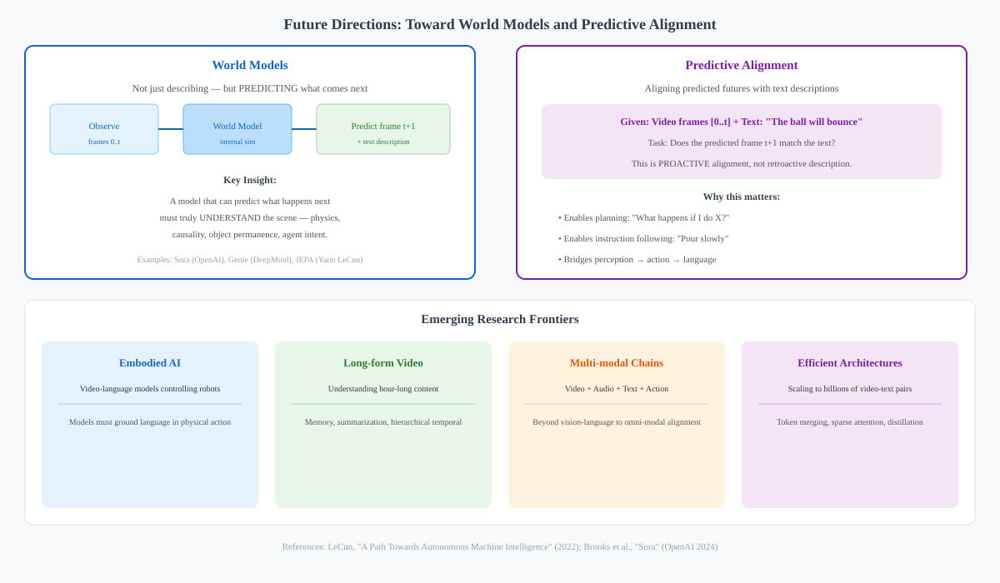 Future Directions: Toward World Models and Predictive Alignment
World Models
Not just describing — but PREDICTING what comes next
Observe
frames 0..t
World Model
internal sim
Predict frame t+1
+ text description
Key Insight:
A model that can predict what happens next
must truly UNDERSTAND the scene — physics,
causality, object permanence, agent intent.
Examples: Sora (OpenAI), Genie (DeepMind), JEPA (Yann LeCun)
Predictive Alignment
Aligning predicted futures with text descriptions
Given: Video frames [0..t] + Text: "The ball will bounce"
Task: Does the predicted frame t+1 match the text?
This is PROACTIVE alignment, not retroactive description.
Why this matters:
• Enables planning: "What happens if I do X?"
• Enables instruction following: "Pour slowly"
• Bridges perception → action → language
Emerging Research Frontiers
Embodied AI
Video-language models controlling robots
Models must ground language in physical action
Long-form Video
Understanding hour-long content
Memory, summarization, hierarchical temporal
Multi-modal Chains
Video + Audio + Text + Action
Beyond vision-language to omni-modal alignment
Efficient Architectures
Scaling to billions of video-text pairs
Token merging, sparse attention, distillation
References: LeCun, "A Path Towards Autonomous Machine Intelligence" (2022); Brooks et al., "Sora" (OpenAI 2024)